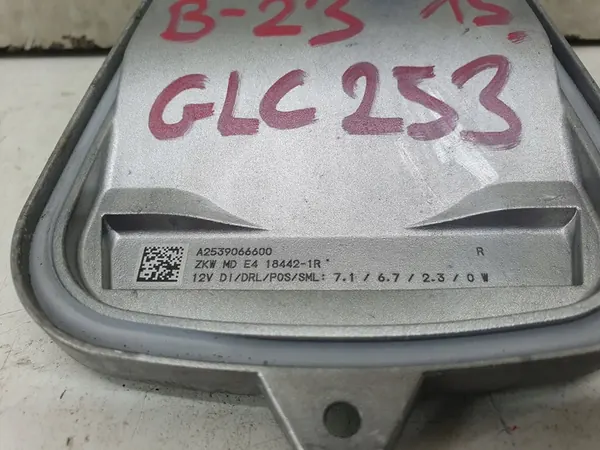 B-23 15.
GLC 253
A2539066600 R
ZKW MD E4 18442-1R
12V DI/DRL/POS/SML: 7.1 / 6.7 / 2.3 / 0 W